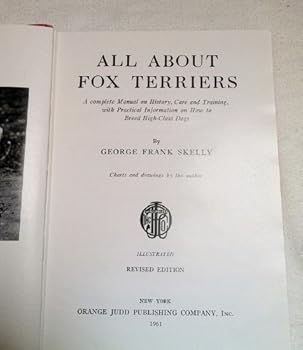 ALL ABOUT
FOX TERRIERS
A complete Manual on History, Care and Training,
with Practical Information on How to
Breed High-Class Dogs
By
GEORGE FRANK SKELLY
Charts and drawings by the author
ILLUSTRATED
REVISED EDITION
NEW YORK
ORANGE JUDD PUBLISHING COMPANY, INC.
1961